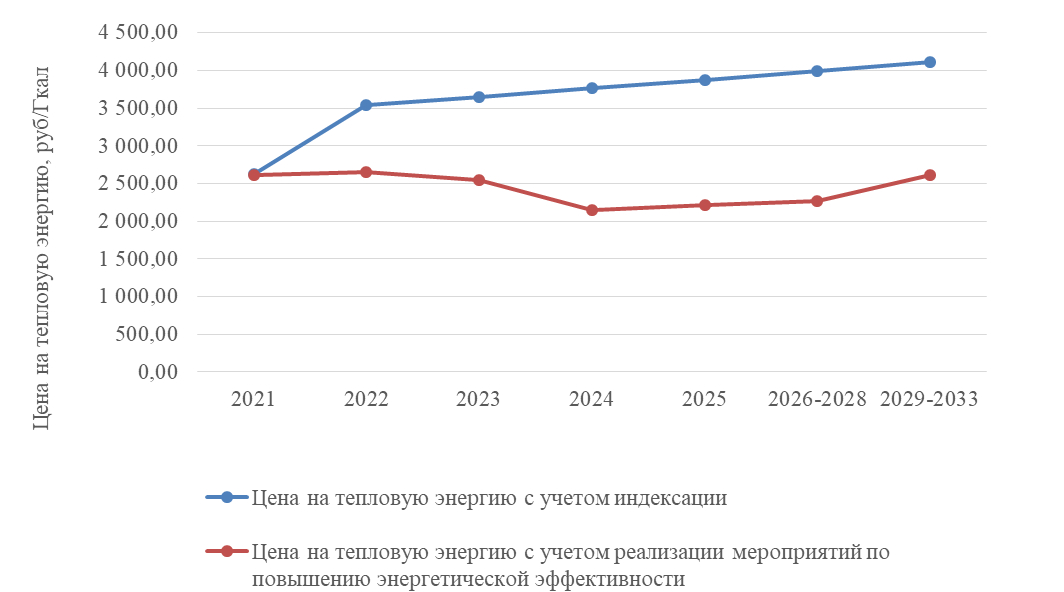 Цена на тепловую энергию, руб/Гкал
4 500,00
4 000,00
3 500,00
3 000,00
2 500,00
2 000,00
1 500,00
1 000,00
500,00
0,00
2021 2022 2023 2024 2025 2026-2028 2029-2033
Цена на тепловую энергию с учетом индексации
Цена на тепловую энергию с учетом реализации мероприятий по
повышению энергетической эффективности